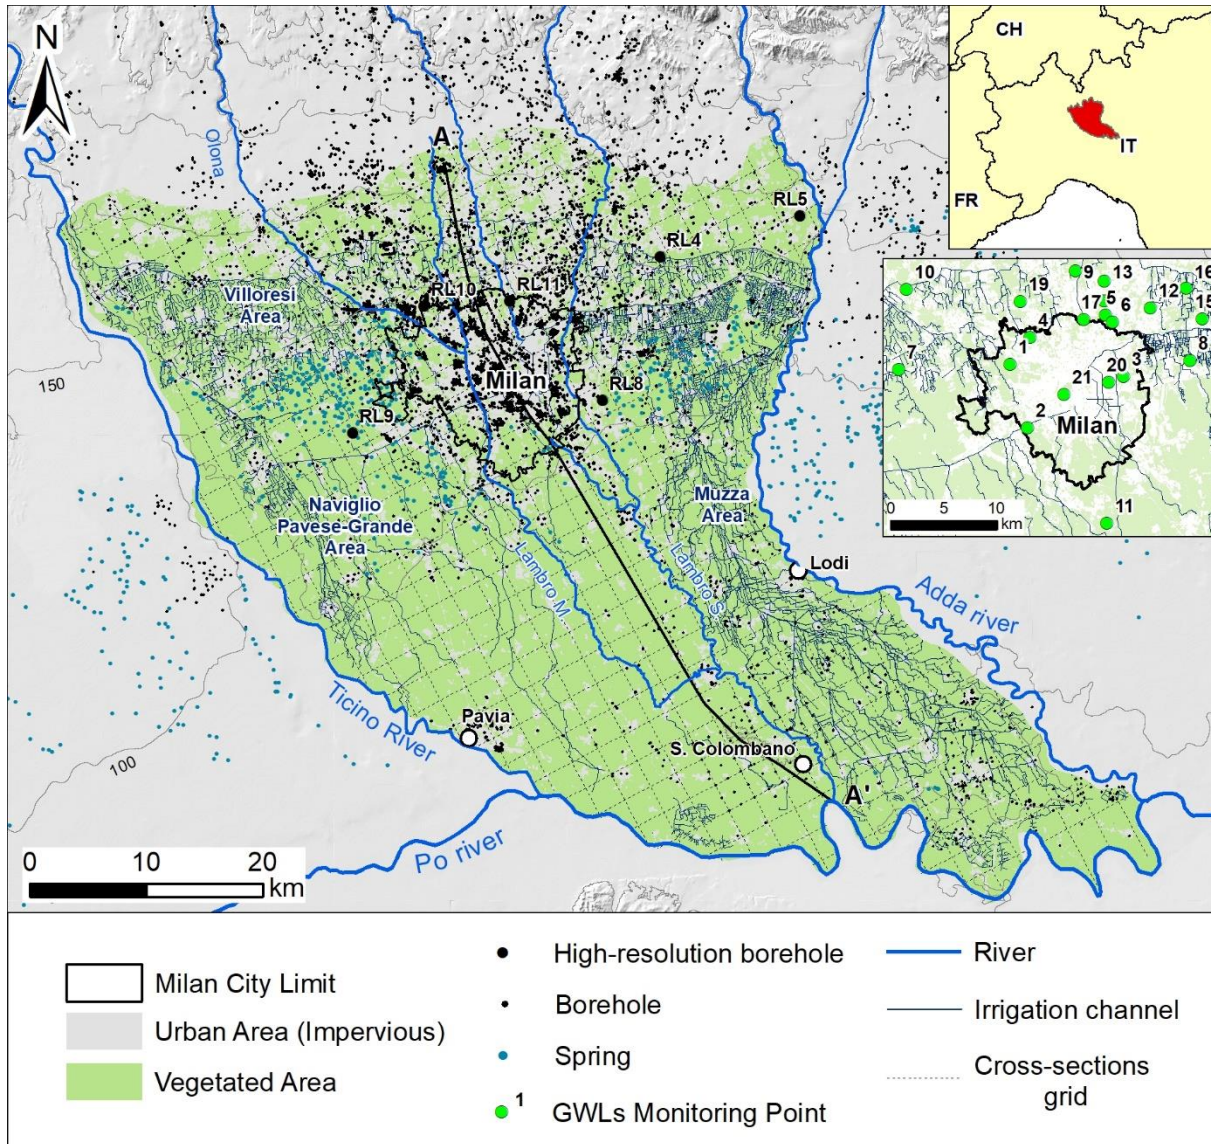 N
CH
IT
FR
A
Olona
RL5
RL4
RL10
RL11
Villoresi
Area
Milan
150
RL8
RL9
Naviglio
Pavese-Grande
Area
Muzza
Area
Lambro M.
Lambro S.
Lodi
Adda river
Ticino River
Pavia
S. Colombano
A'
100
Po river
0 10 20
km
10
9
13
16
19
17
5
6
12
15
4
7
1
3
8
20
21
2
Milan
11
0 5 10
km
Milan City Limit
Urban Area (Impervious)
Vegetated Area
High-resolution borehole
Borehole
Spring
1
GWLs Monitoring Point
River
Irrigation channel
Cross-sections
grid